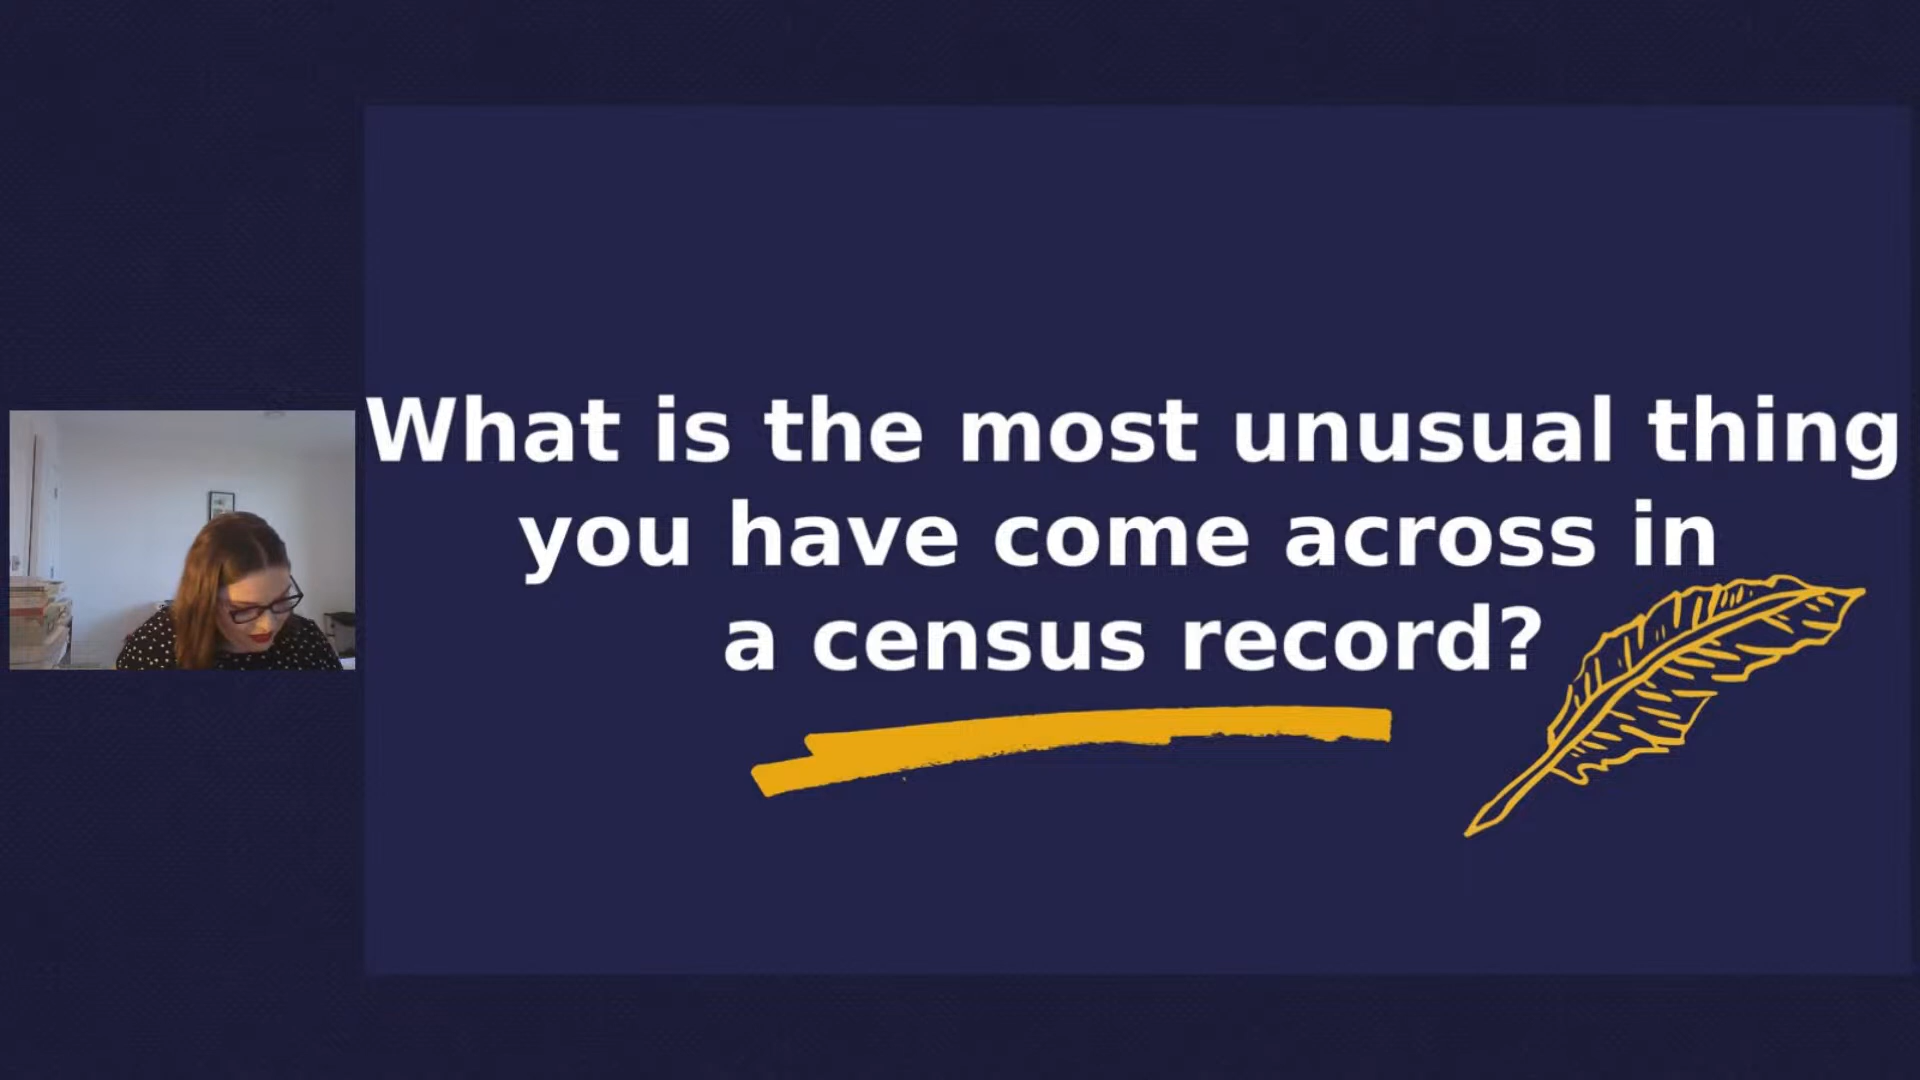 What is the most unusual thing
you have come across in
a census record?